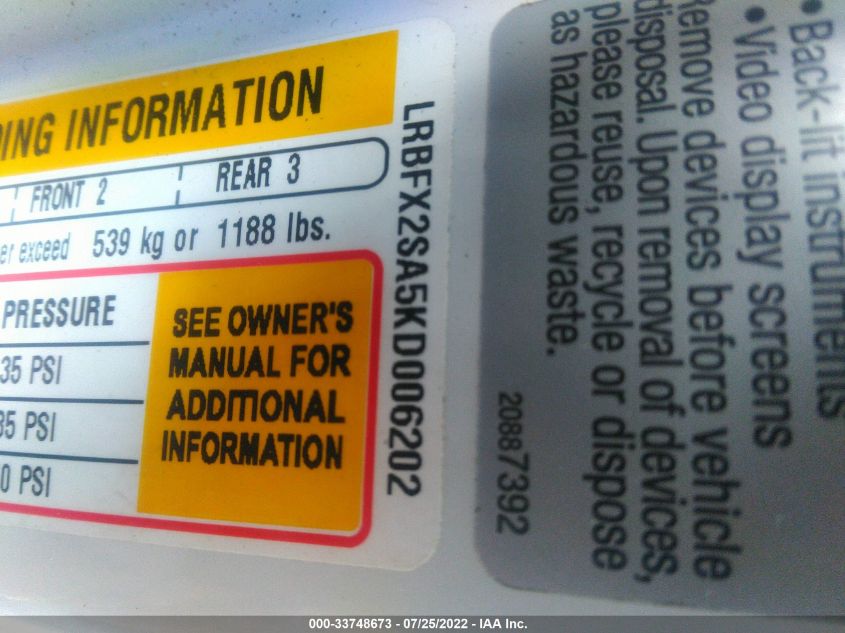 DING INFORMATION
FRONT 2 REAR 3
er exceed 539 kg or 1188 lbs.
PRESSURE
35 PSI
35 PSI
0 PSI
SEE OWNER'S
MANUAL FOR
ADDITIONAL
INFORMATION
LRBFX2SA5KD006202
• Back-lit instruments
• Video display screens
Remove devices before vehicle
disposal. Upon removal of devices,
please reuse, recycle or dispose
as hazardous waste.
20887392
000-33748673 - 07/25/2022 - IAA Inc.